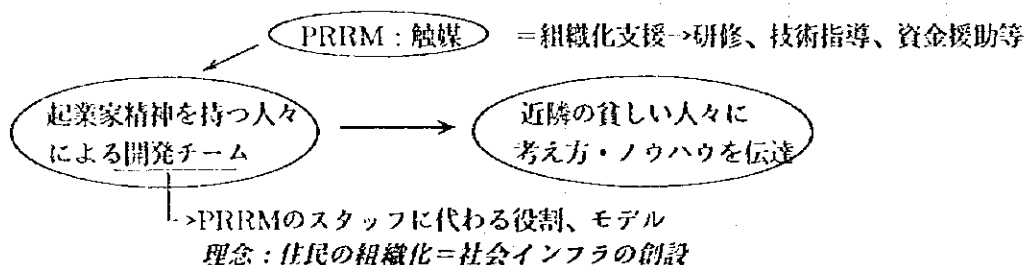 PRRM:触媒 =組織化支援→研修、技術指導、資金援助等
起業家精神を持つ人々
による開発チーム
近隣の貧しい人々に
考え方・ノウハウを伝達
→PRRMのスタッフに代わる役割、モデル
理念:住民の組織化=社会インフラの創設